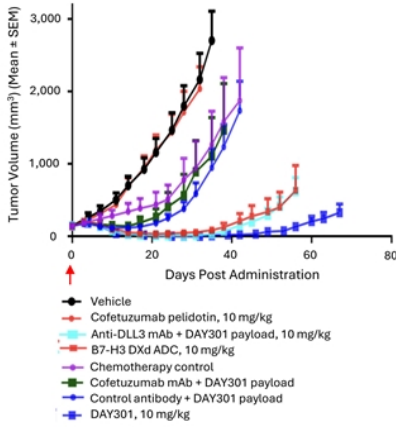 Tumor Volume (mm³) (Mean ± SEM)
3,000
2,000
1,000
0
0
20
40
60
80
Days Post Administration
Vehicle
Cofetuzumab pelidotin, 10 mg/kg
Anti-DLL3 mAb + DAY301 payload, 10 mg/kg
B7-H3 DXd ADC, 10 mg/kg
Chemotherapy control
Cofetuzumab mAb + DAY301 payload
Control antibody + DAY301 payload
DAY301, 10 mg/kg